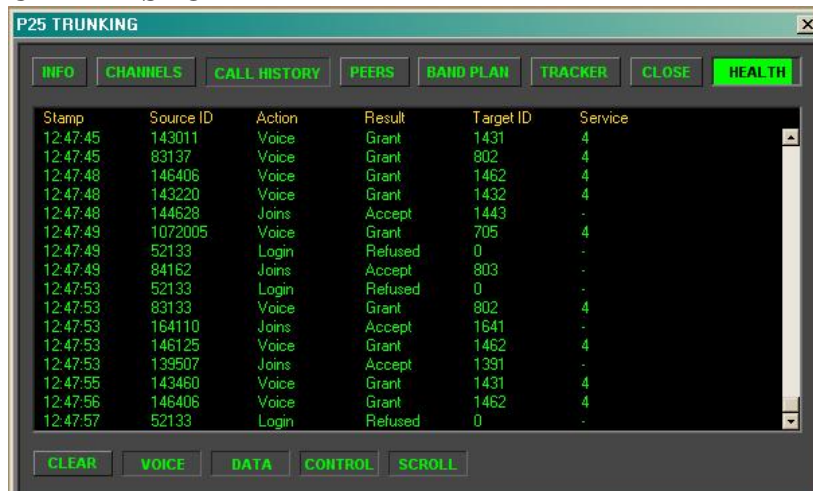 P25 TRUNKING
INFO CHANNELS CALL HISTORY PEERS BAND PLAN TRACKER CLOSE HEALTH
Stamp Source ID Action Result Target ID Service
12:47:45 143011 Voice Grant 1431 4
12:47:45 83137 Voice Grant 802 4
12:47:48 146406 Voice Grant 1462 4
12:47:48 143220 Voice Grant 1432 4
12:47:48 144628 Joins Accept 1443 -
12:47:49 1072005 Voice Grant 705 4
12:47:49 52133 Login Refused 0 -
12:47:49 84162 Joins Accept 803 -
12:47:53 52133 Login Refused 0 -
12:47:53 83133 Voice Grant 802 4
12:47:53 164110 Joins Accept 1641 -
12:47:53 146125 Voice Grant 1462 4
12:47:53 139507 Joins Accept 1391 -
12:47:55 143460 Voice Grant 1431 4
12:47:56 146406 Voice Grant 1462 4
12:47:57 52133 Login Refused 0 -
CLEAR VOICE DATA CONTROL SCROLL